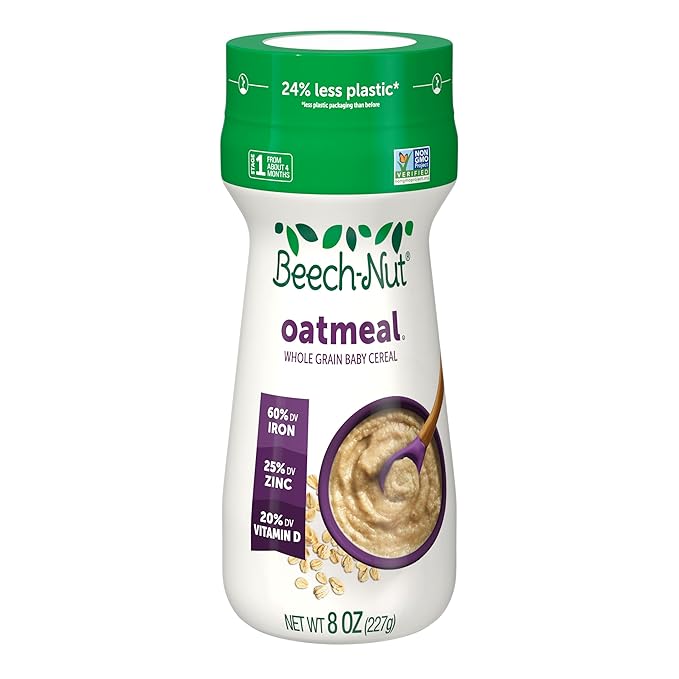 24% less plastic*
*less plastic packaging than before
STAGE 1 FROM ABOUT 4 MONTHS
NON GMO Project VERIFIED
nongmoproject.org
Beech-Nut®
oatmeal®
WHOLE GRAIN BABY CEREAL
60% DV
IRON
25% DV
ZINC
20% DV
VITAMIN D
NET WT 8 OZ (227g)